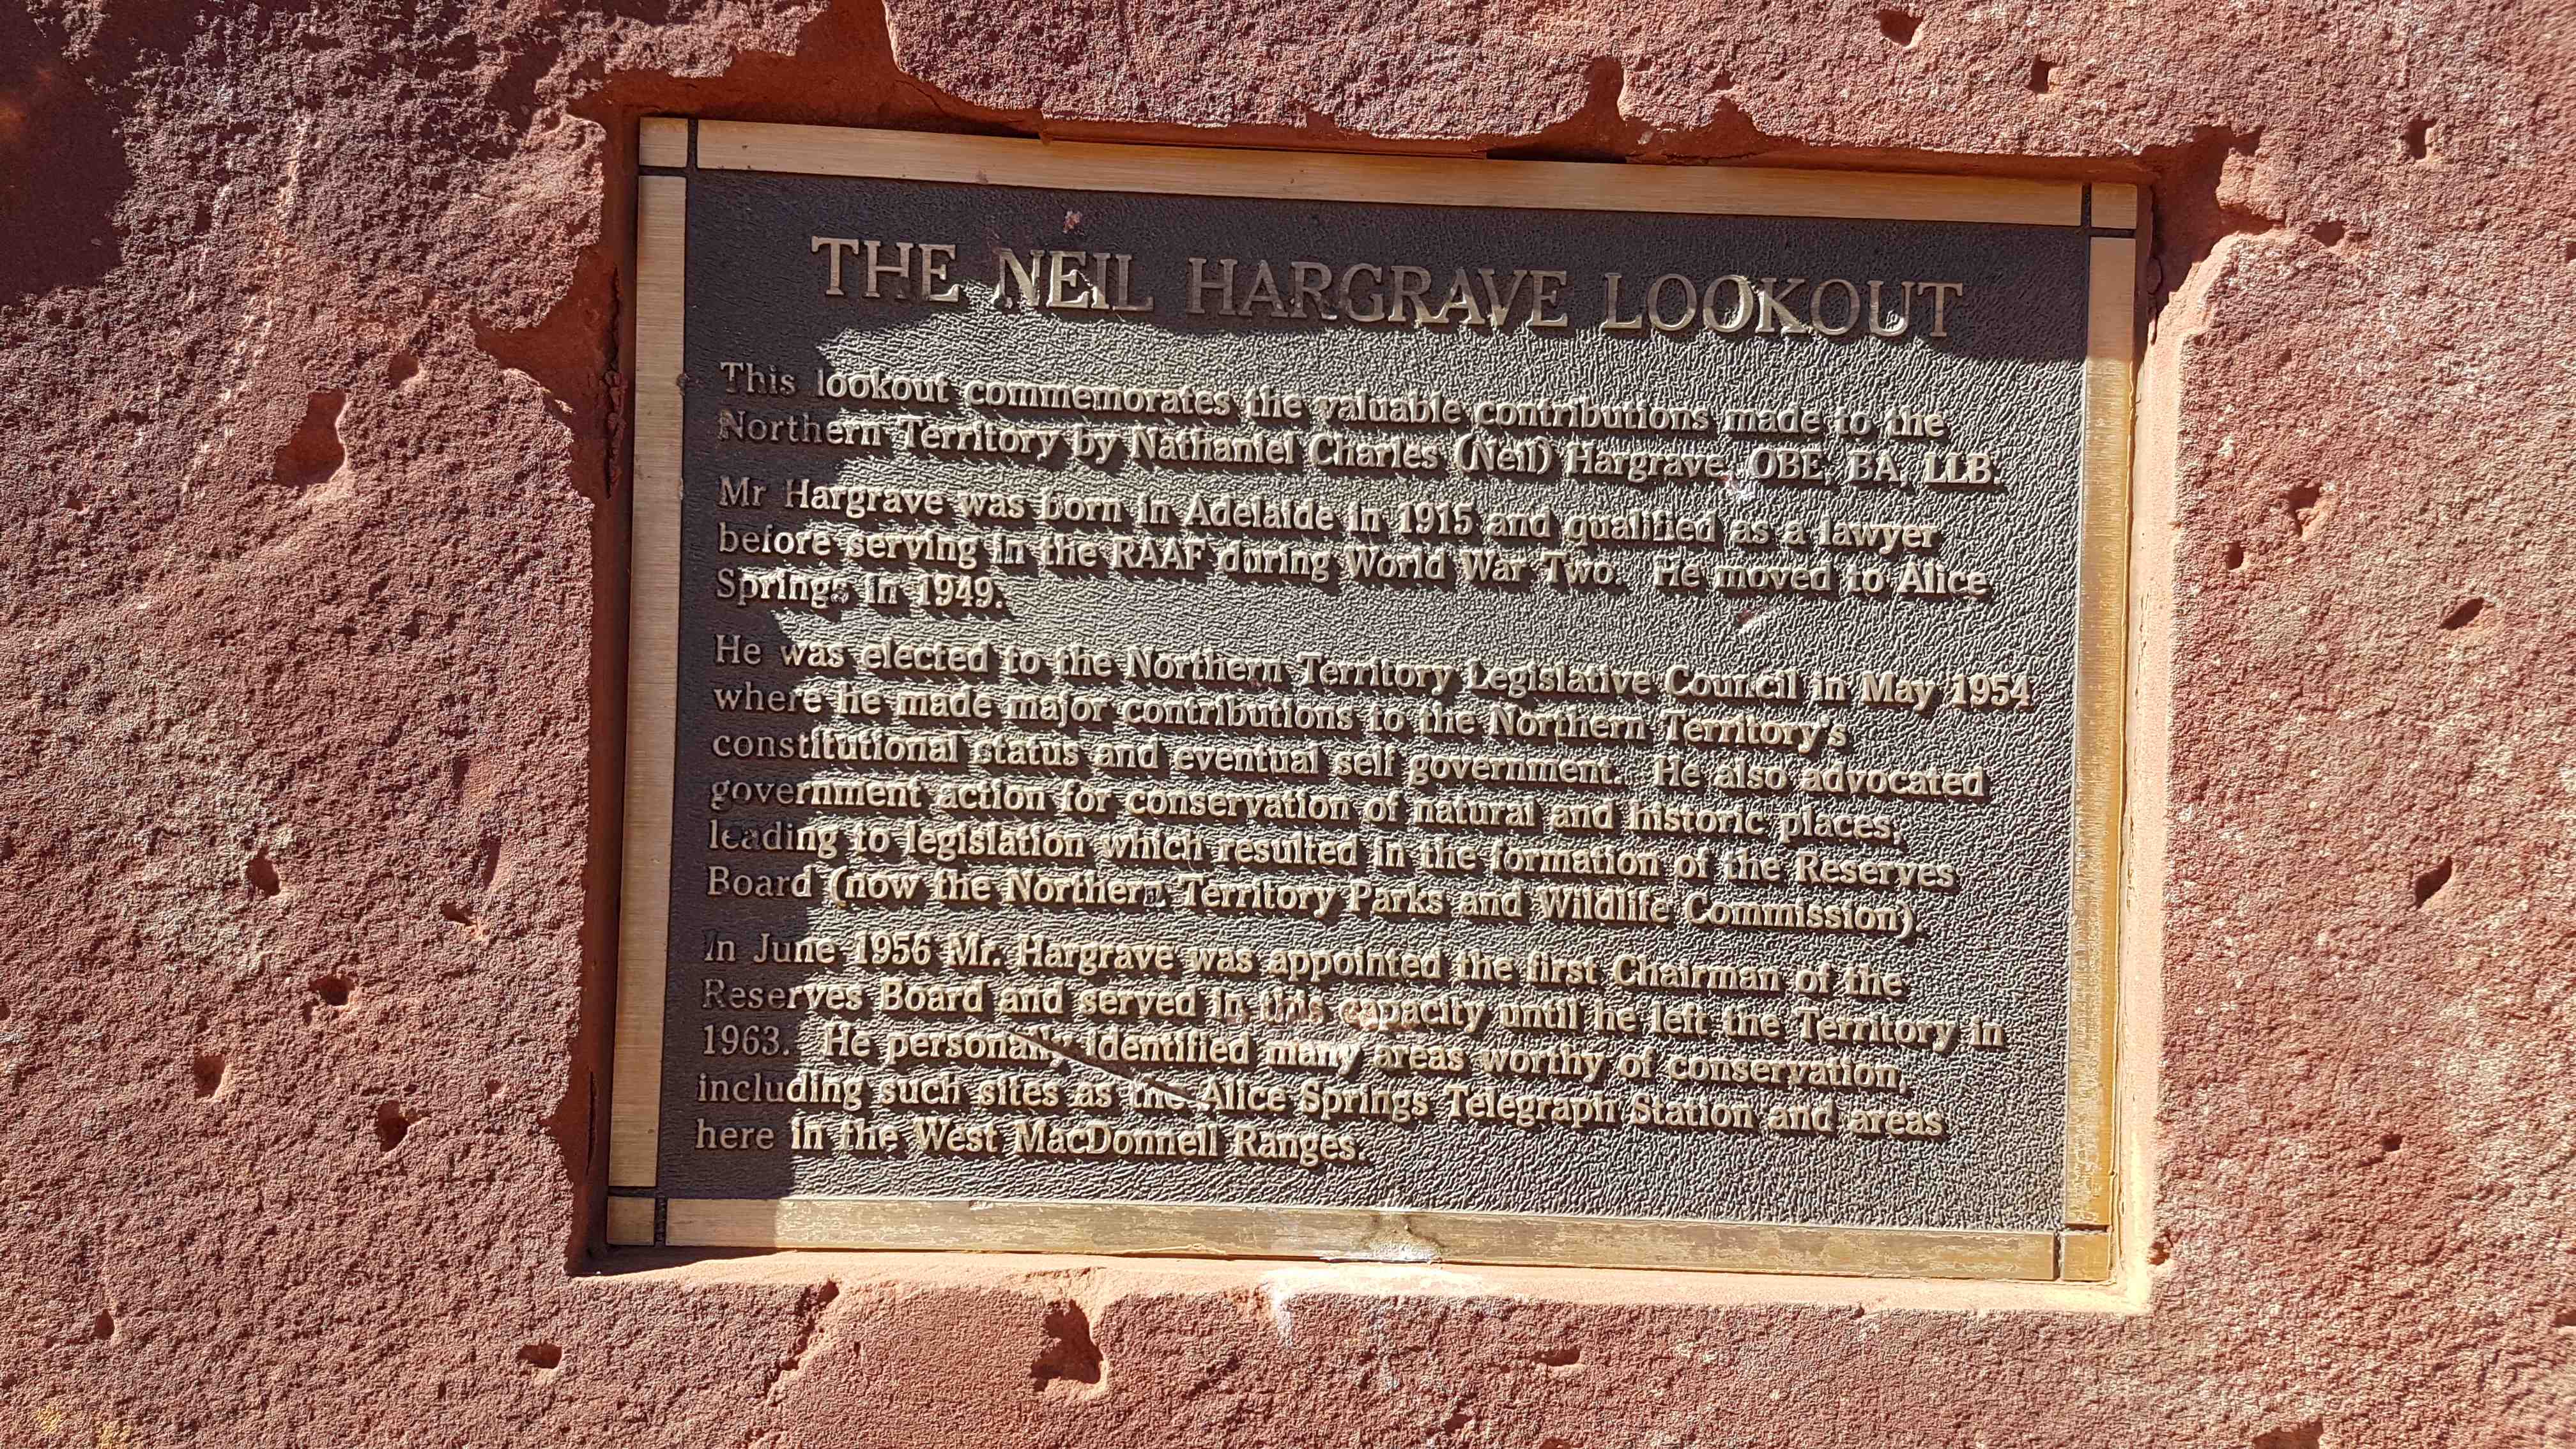 THE NEIL HARGRAVE LOOKOUT
This lookout commemorates the valuable contributions made to the
Northern Territory by Nathaniel Charles (Neil) Hargrave, OBE, BA, LLB.
Mr Hargrave was born in Adelaide in 1915 and qualified as a lawyer
before serving in the RAAF during World War Two. He moved to Alice
Springs in 1949.
He was elected to the Northern Territory Legislative Council in May 1954
where he made major contributions to the Northern Territory's
constitutional status and eventual self government. He also advocated
government action for conservation of natural and historic places,
leading to legislation which resulted in the formation of the Reserves
Board (now the Northern Territory Parks and Wildlife Commission).
In June 1956 Mr. Hargrave was appointed the first Chairman of the
Reserves Board and served in this capacity until he left the Territory in
1963. He personally identified many areas worthy of conservation,
including such sites as the Alice Springs Telegraph Station and areas
here in the West MacDonnell Ranges.